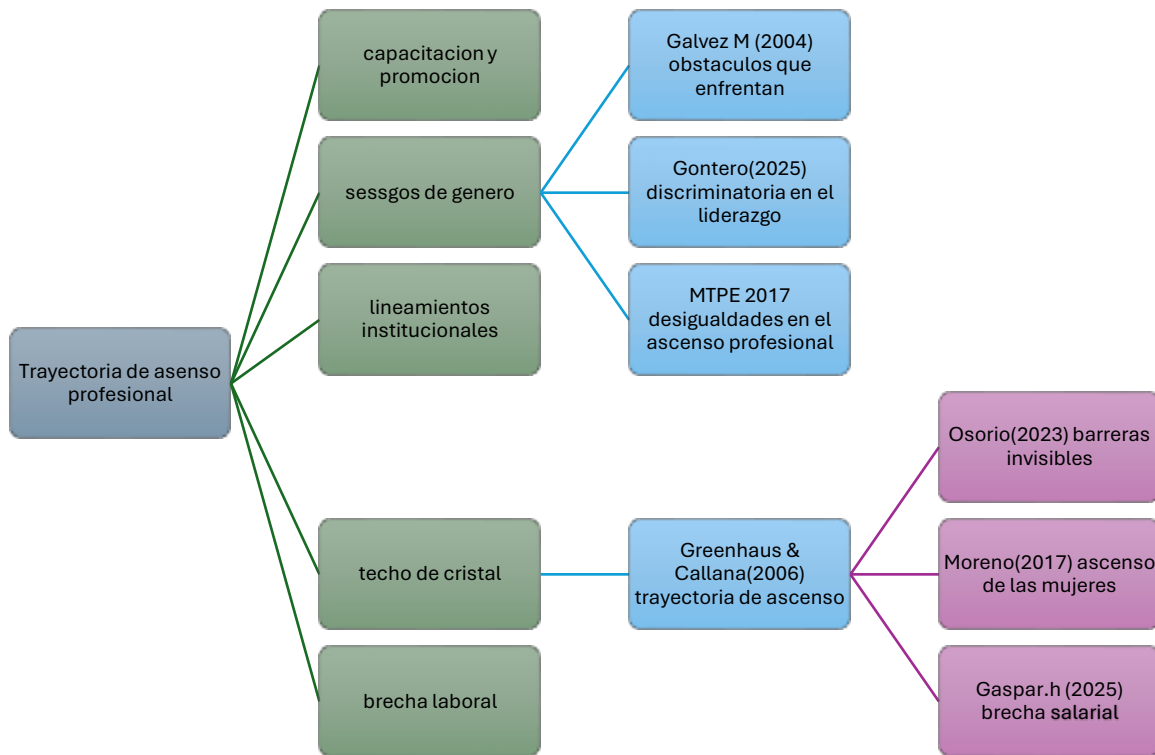 capacitacion y
promocion
Galvez M (2004)
obstaculos que
enfrentan
sessgos de genero
Gontero(2025)
discriminatoria en el
liderazgo
lineamientos
institucionales
MTPE 2017
desigualdades en el
ascenso profesional
Trayectoria de asenso
profesional
Osorio(2023) barreras
invisibles
techo de cristal
Greenhaus &
Callana(2006)
trayectoria de ascenso
Moreno(2017) ascenso
de las mujeres
brecha laboral
Gaspar.h (2025)
brecha salarial